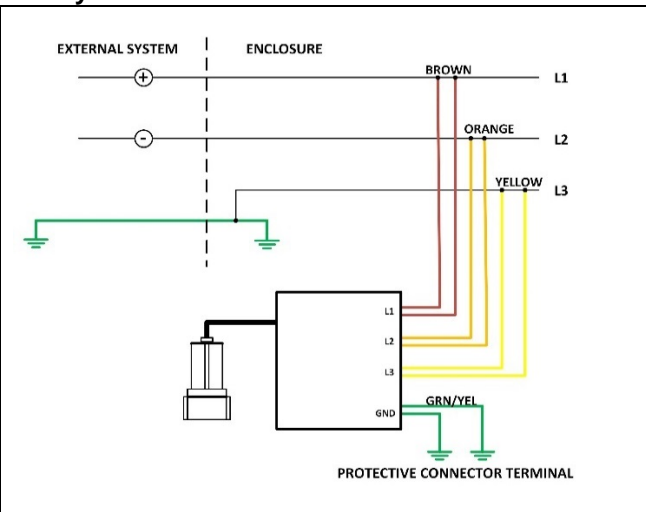 EXTERNAL SYSTEM
ENCLOSURE
BROWN
+
L1
ORANGE
-
L2
YELLOW
L3
L1
L2
L3
GRN/YEL
GND
PROTECTIVE CONNECTOR TERMINAL